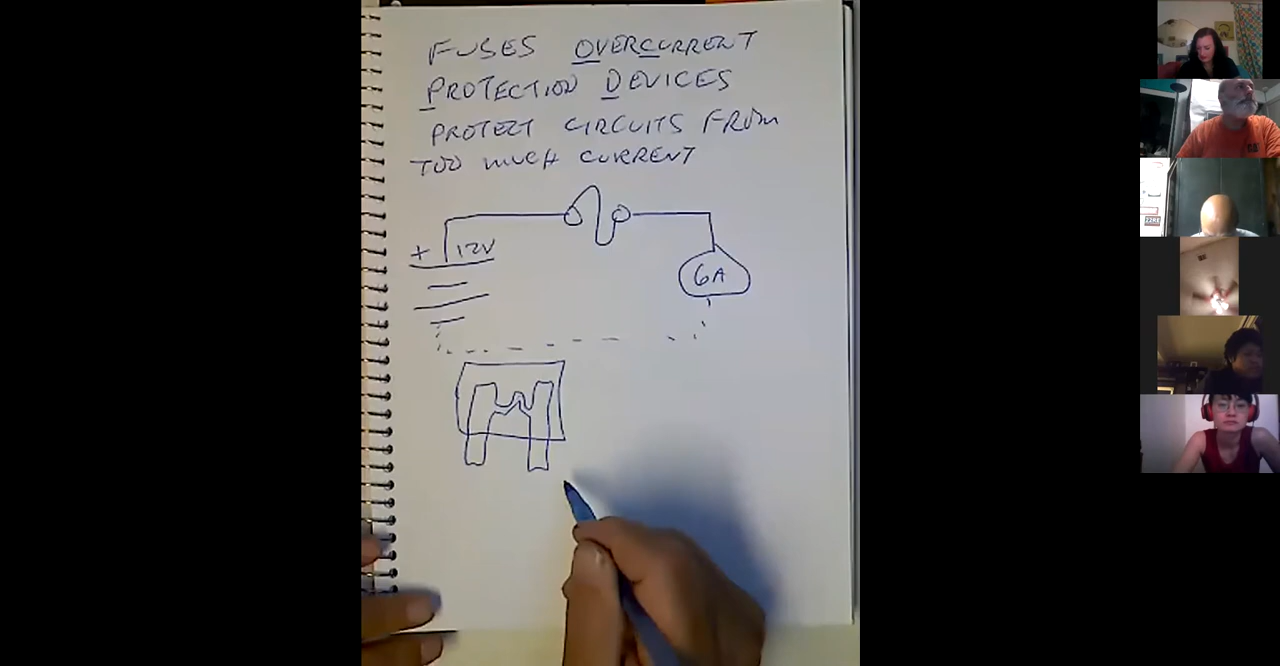 FUSES OVERCURRENT
PROTECTION DEVICES
PROTECT CIRCUITS FROM
TOO MUCH CURRENT
+ 12V
6A